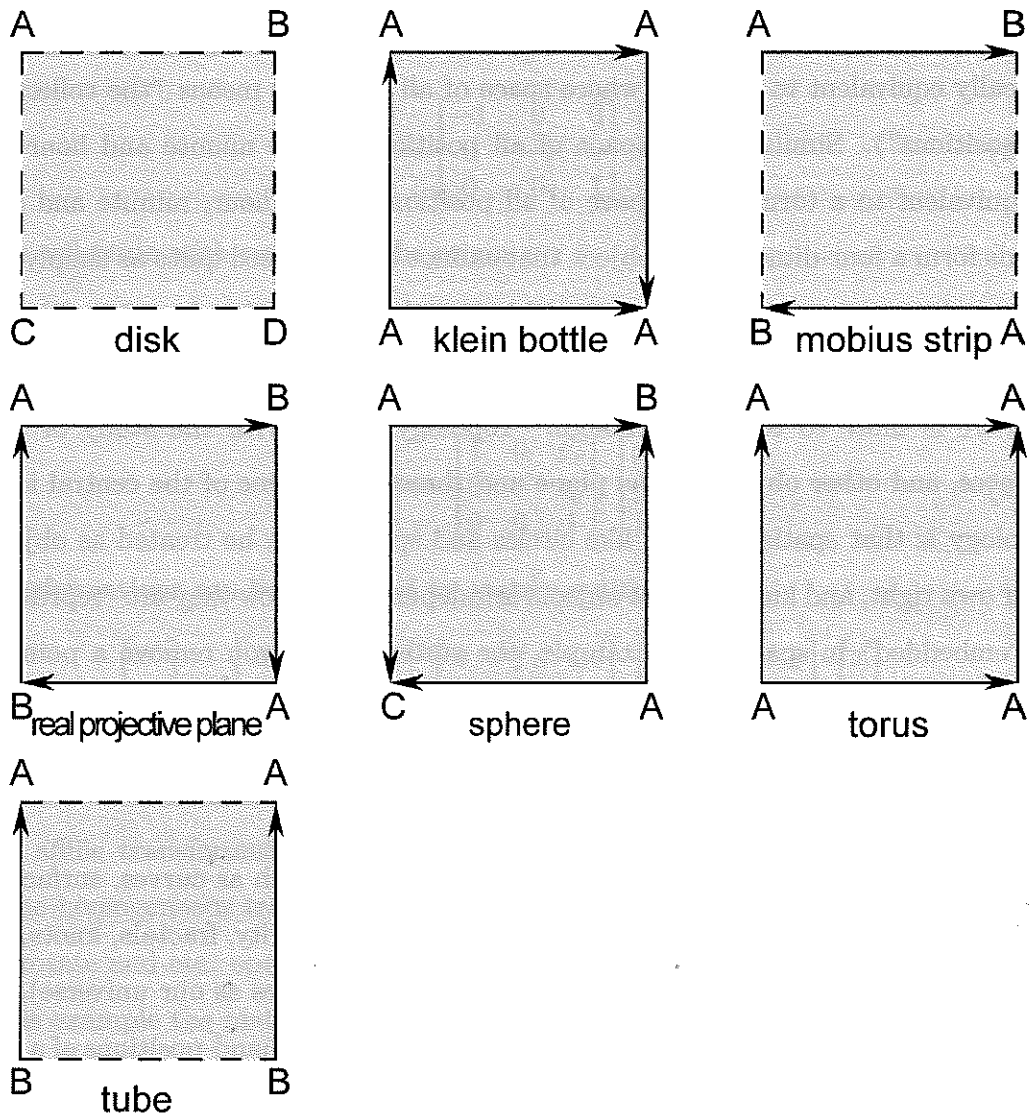 A B A A A B
C disk D A klein bottle A B mobius strip A
A B A B A A
B real projective plane A C sphere A A torus A
A A
B tube B